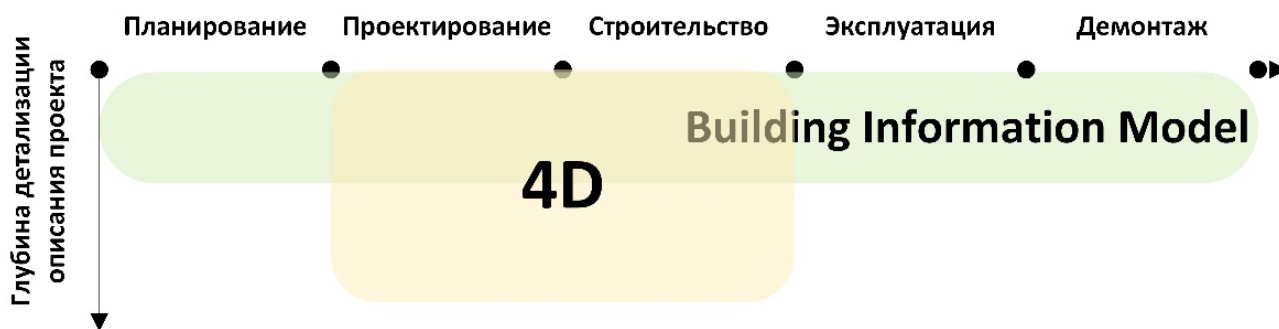 Планирование
Проектирование
Строительство
Эксплуатация
Демонтаж
Глубина детализации
описания проекта
Building Information Model
4D